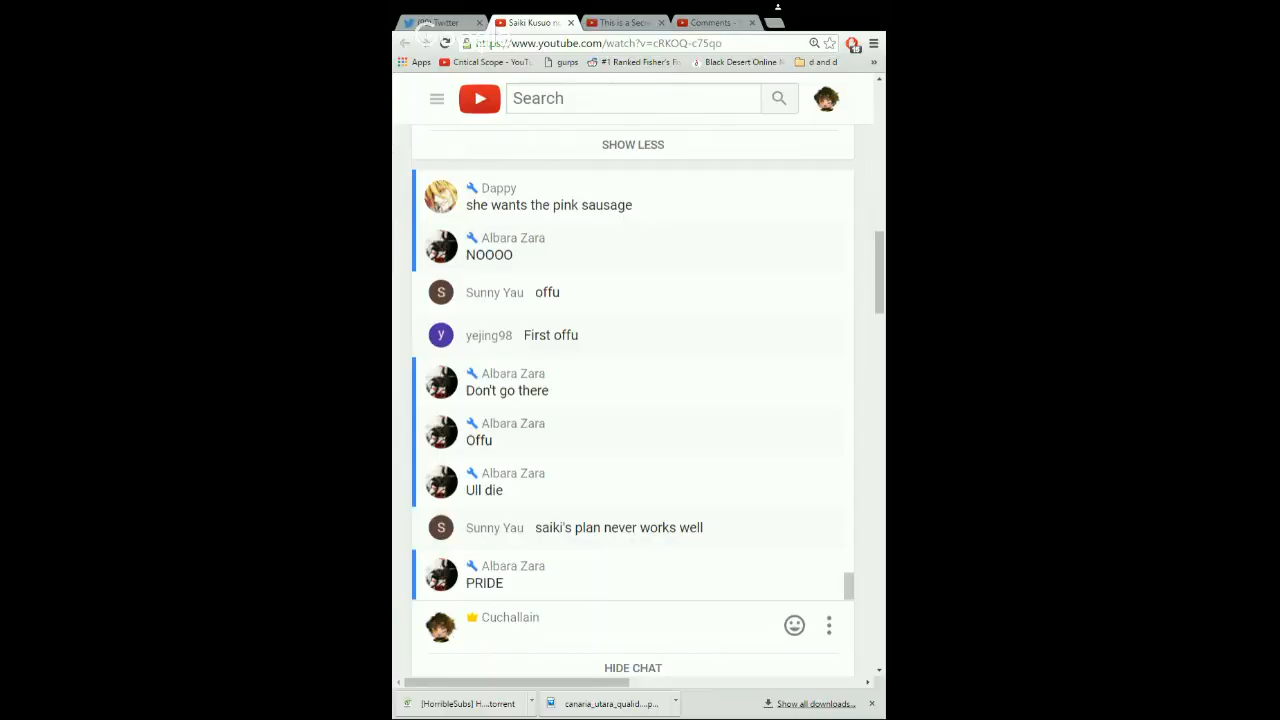 Twitter
Saiki Kusuo no
This is a Secr
Comments -
https://www.youtube.com/watch?v=cRKOQ-c75qo
Apps
Critical Scope - YouTu
gurps
#1 Ranked Fisher's Fo
Black Desert Online N
d and d
»
Search
SHOW LESS
Dappy
she wants the pink sausage
Albara Zara
NOOOO
S
Sunny Yau offu
y
yejing98 First offu
Albara Zara
Don't go there
Albara Zara
Offu
Albara Zara
Ull die
S
Sunny Yau saiki's plan never works well
Albara Zara
PRIDE
Cuchallain
HIDE CHAT
[HorribleSubs] H....torrent
canaria_utara_qualid....p...
Show all downloads...